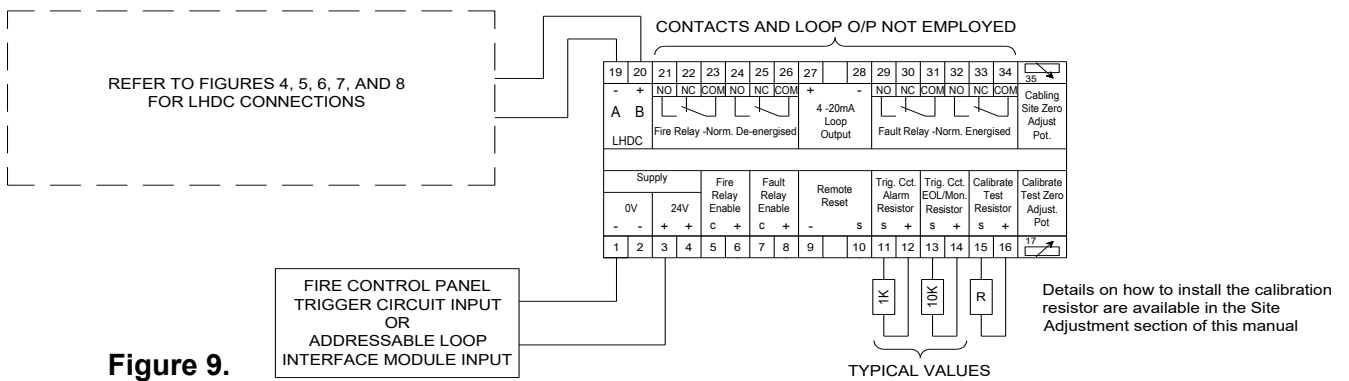 CONTACTS AND LOOP O/P NOT EMPLOYED
REFER TO FIGURES 4, 5, 6, 7, AND 8
FOR LHDC CONNECTIONS
19 20 21 22 23 24 25 26 27 28 29 30 31 32 33 34 35
- + NO NC COM NO NC COM + - NO NC COM NO NC COM
A B
LHDC
Fire Relay -Norm. De-energised
4 -20mA
Loop
Output
Fault Relay -Norm. Energised
Cabling
Site Zero
Adjust
Pot.
Supply
0V 24V
- - + +
Fire
Relay
Enable
c +
Fault
Relay
Enable
c +
Remote
Reset
- s
Trig. Cct.
Alarm
Resistor
s +
Trig. Cct.
EOL/Mon.
Resistor
s +
Calibrate
Test
Resistor
s +
Calibrate
Test Zero
Adjust.
Pot
1 2 3 4 5 6 7 8 9 10 11 12 13 14 15 16 17
FIRE CONTROL PANEL
TRIGGER CIRCUIT INPUT
OR
ADDRESSABLE LOOP
INTERFACE MODULE INPUT
1K
10K
R
TYPICAL VALUES
Details on how to install the calibration
resistor are available in the Site
Adjustment section of this manual
Figure 9.